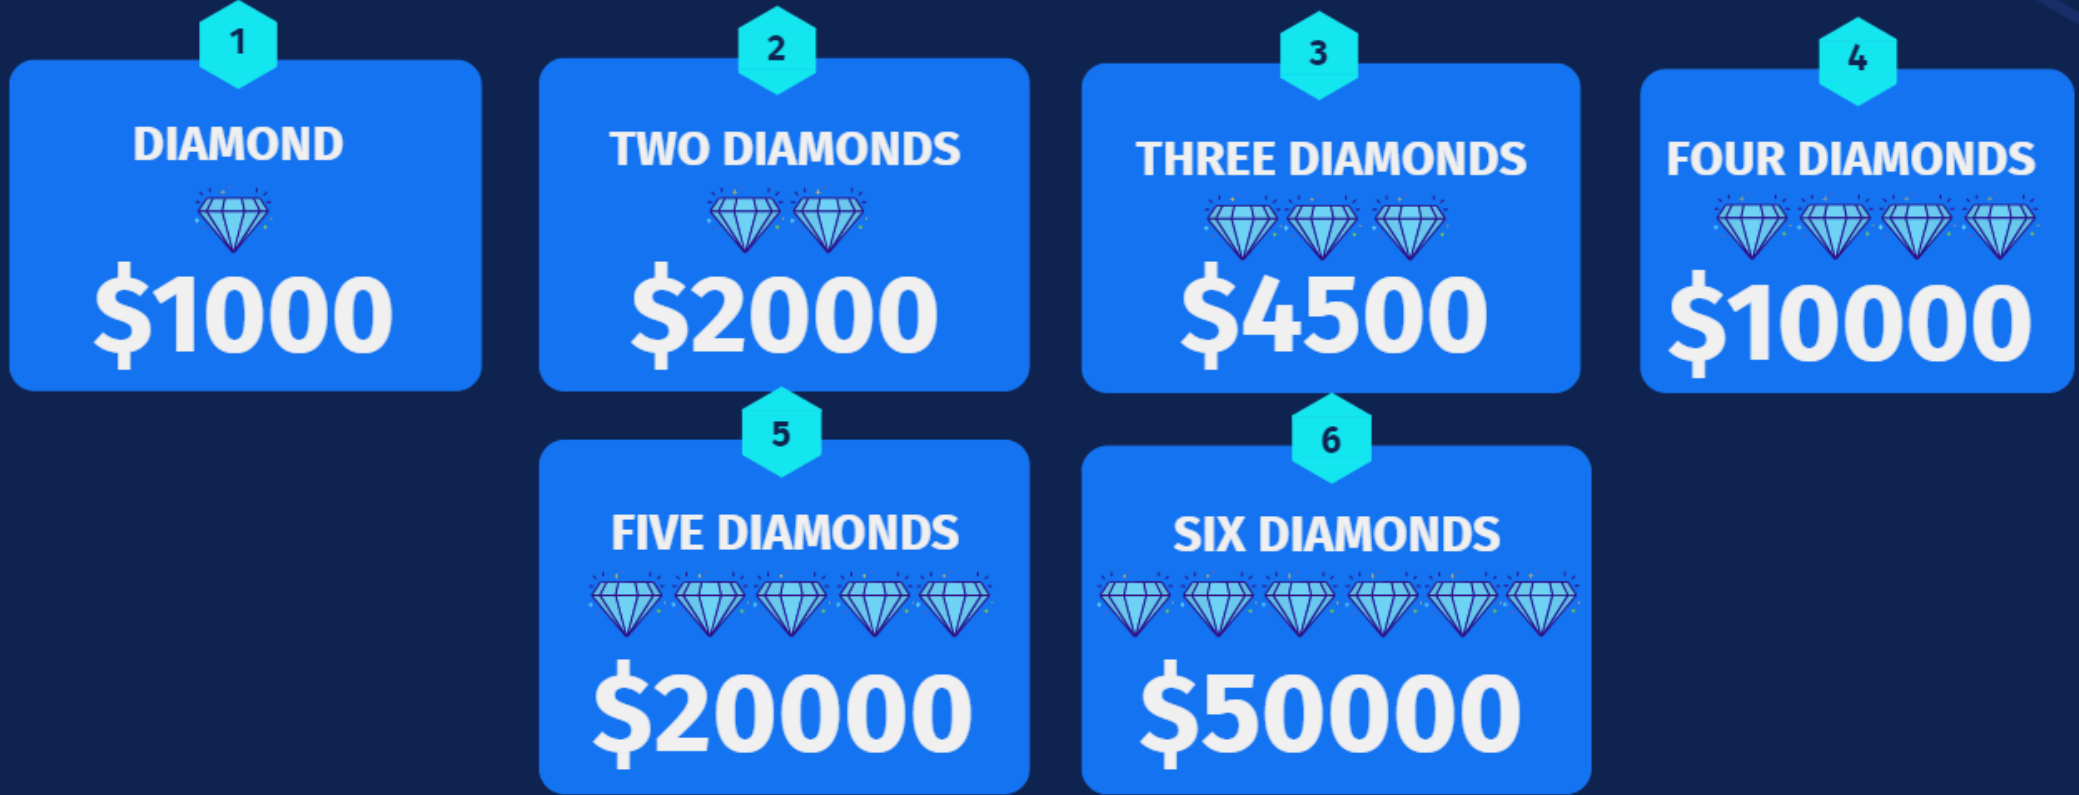 1
DIAMOND
$1000
2
TWO DIAMONDS
$2000
3
THREE DIAMONDS
$4500
4
FOUR DIAMONDS
$10000
5
FIVE DIAMONDS
$20000
6
SIX DIAMONDS
$50000